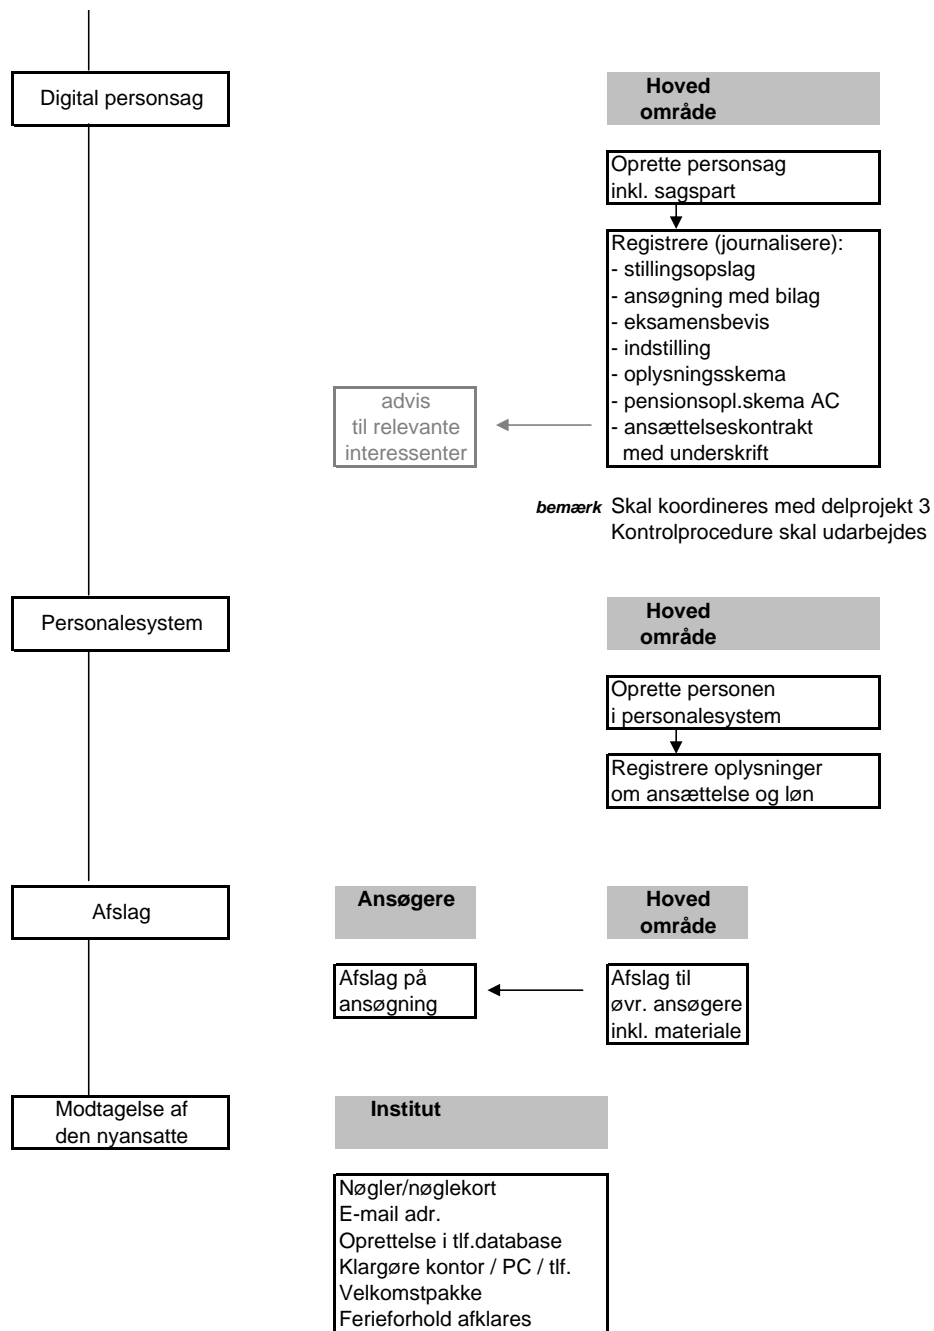 Digital personsag
Hoved
område
Oprette personsag
inkl. sagspart
Registrere (journalisere):
- stillingsopslag
- ansøgning med bilag
- eksamensbevis
- indstilling
- oplysningsskema
- pensionsopl.skema AC
- ansættelseskontrakt
med underskrift
advis
til relevante
interessenter
bemærk Skal koordineres med delprojekt 3
Kontrolprocedure skal udarbejdes
Personalesystem
Hoved
område
Oprette personen
i personalesystem
Registrere oplysninger
om ansættelse og løn
Afslag
Ansøgere
Hoved
område
Afslag på
ansøgning
Afslag til
øvr. ansøgere
inkl. materiale
Modtagelse af
den nyansatte
Institut
Nøgler/nøglekort
E-mail adr.
Oprettelse i tlf.database
Klargøre kontor / PC / tlf.
Velkomstpakke
Ferieforhold afklares